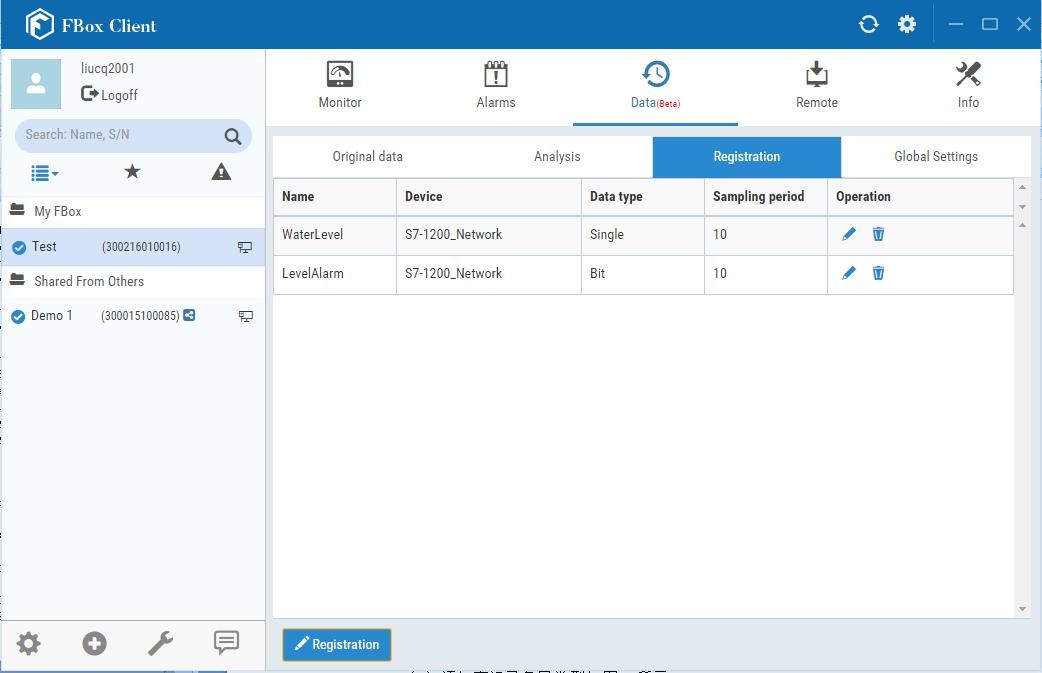 FBox Client
liucq2001
Logoff
Search: Name, S/N
My FBox
Test (300216010016)
Shared From Others
Demo 1 (300015100085)
Monitor Alarms Data(Beta) Remote Info
Original data Analysis Registration Global Settings
Name Device Data type Sampling period Operation
WaterLevel S7-1200_Network Single 10
LevelAlarm S7-1200_Network Bit 10
Registration